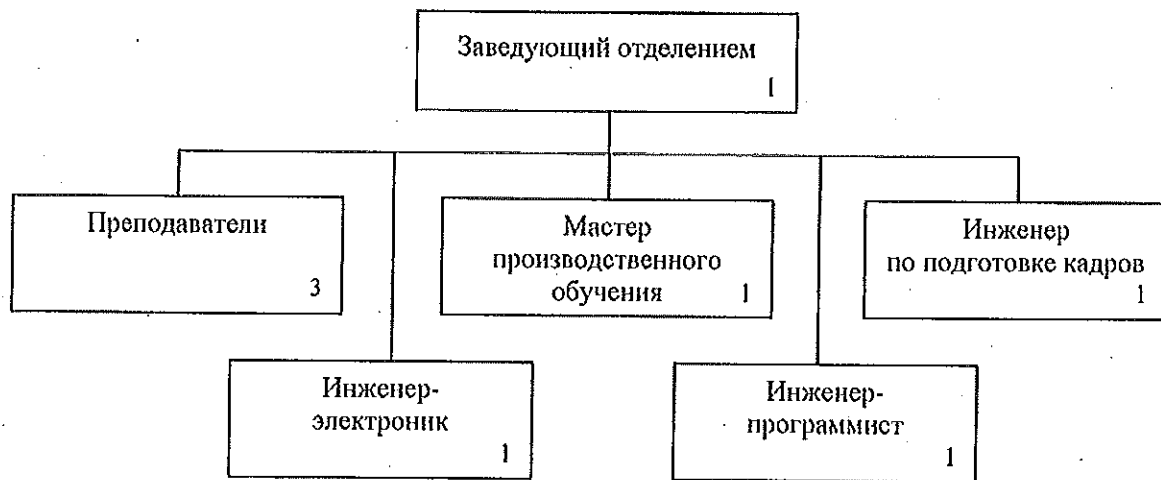 Заведующий отделением
1
Преподаватели
3
Мастер
производственного
обучения
1
Инженер
по подготовке кадров
1
Инженер-
электроник
1
Инженер-
программист
1